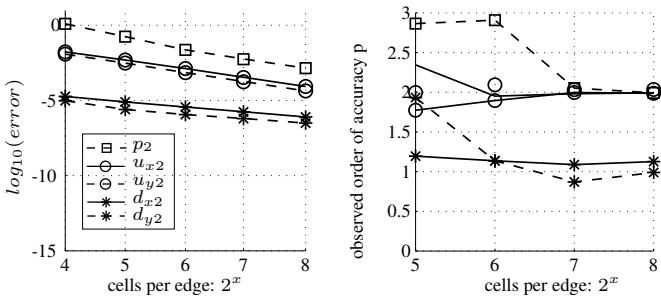 log₁₀(error)
0
-5
-10
-15
p₂
uₓ₂
u_y2
dₓ₂
d_y2
4
5
6
7
8
cells per edge: 2ˣ
observed order of accuracy p
3
2.5
2
1.5
1
0.5
0
5
6
7
8
cells per edge: 2ˣ